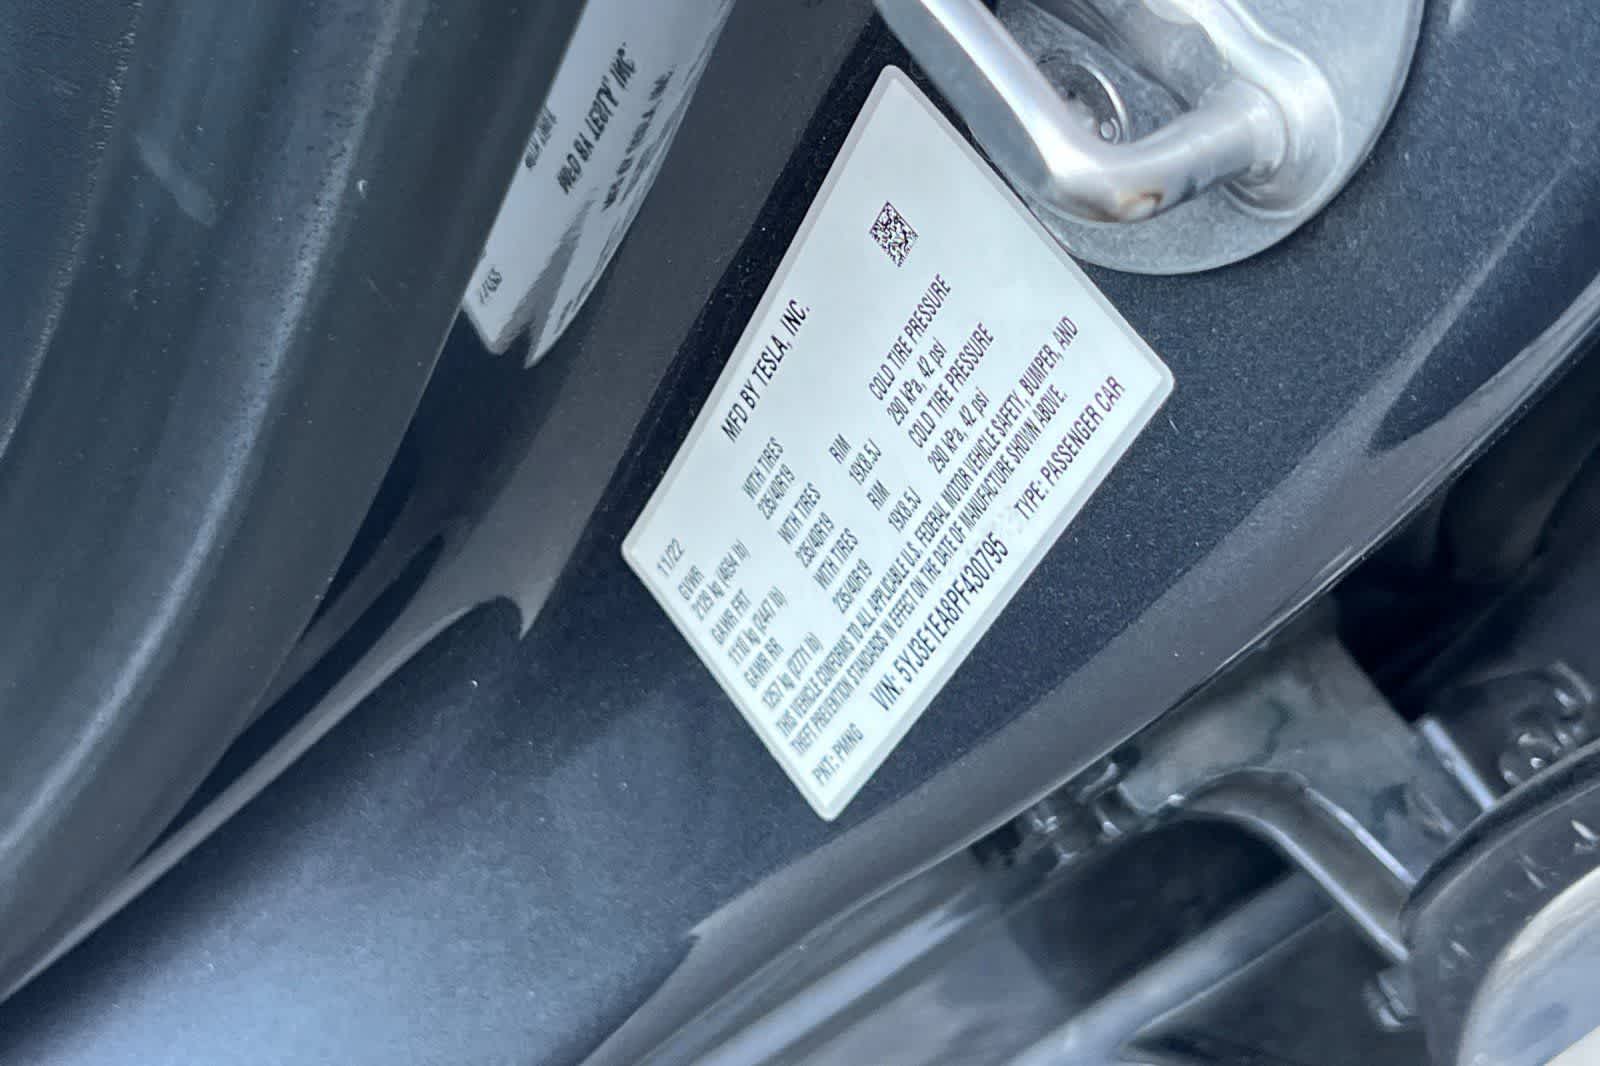 MFD BY TESLA, INC.
11/22
GVWR
2129 kg (4694 lb)
WITH TIRES
235/40R19
RIM
19X8.5J
COLD TIRE PRESSURE
290 kPa, 42 psi
GAWR FRT
1110 kg (2447 lb)
WITH TIRES
235/40R19
RIM
19X8.5J
COLD TIRE PRESSURE
290 kPa, 42 psi
GAWR RR
1257 kg (2771 lb)
WITH TIRES
235/40R19
THIS VEHICLE CONFORMS TO ALL APPLICABLE U.S. FEDERAL MOTOR VEHICLE SAFETY, BUMPER, AND
THEFT PREVENTION STANDARDS IN EFFECT ON THE DATE OF MANUFACTURE SHOWN ABOVE.
VIN: 5YJ3E1EA8PF430795
TYPE: PASSENGER CAR
PKT: PMNG